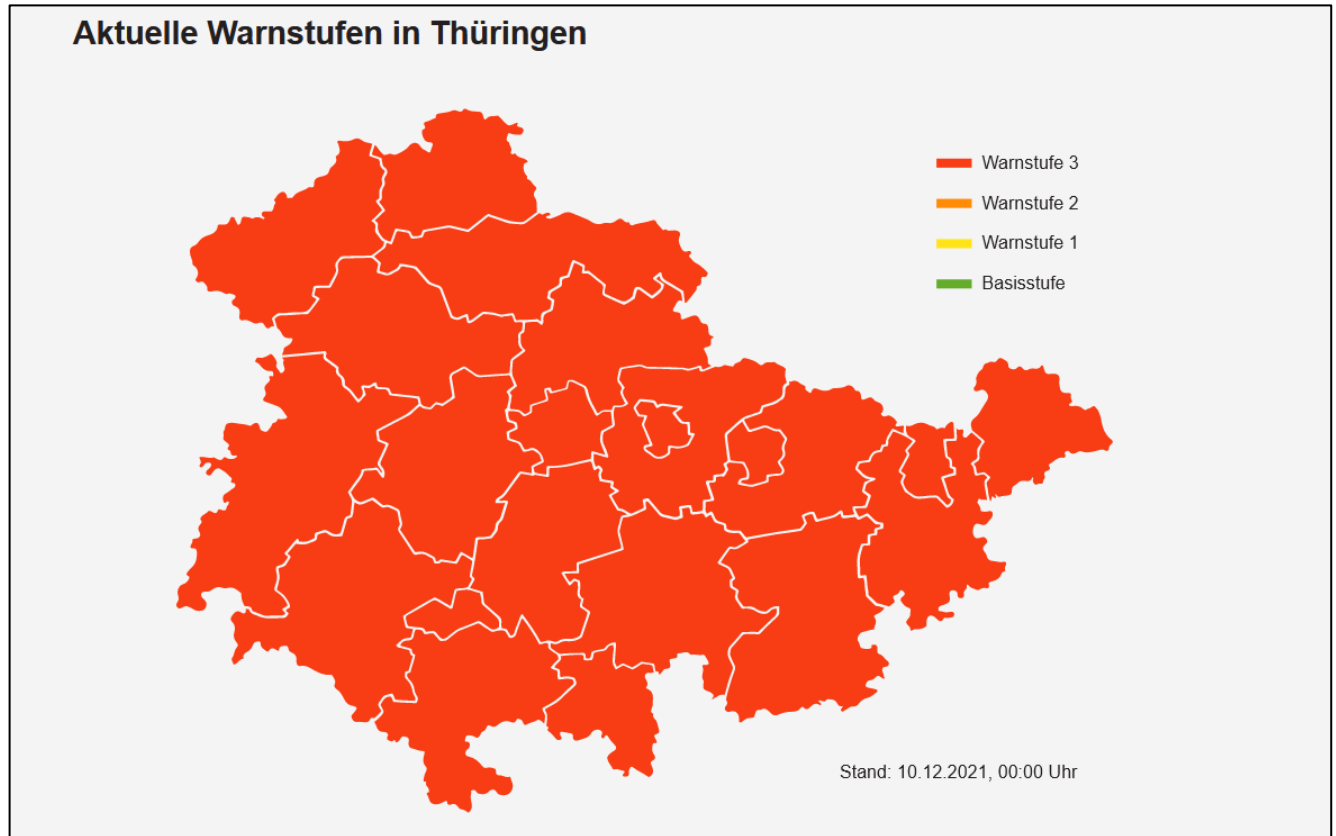 Aktuelle Warnstufen in Thüringen
Warnstufe 3
Warnstufe 2
Warnstufe 1
Basisstufe
Stand: 10.12.2021, 00:00 Uhr